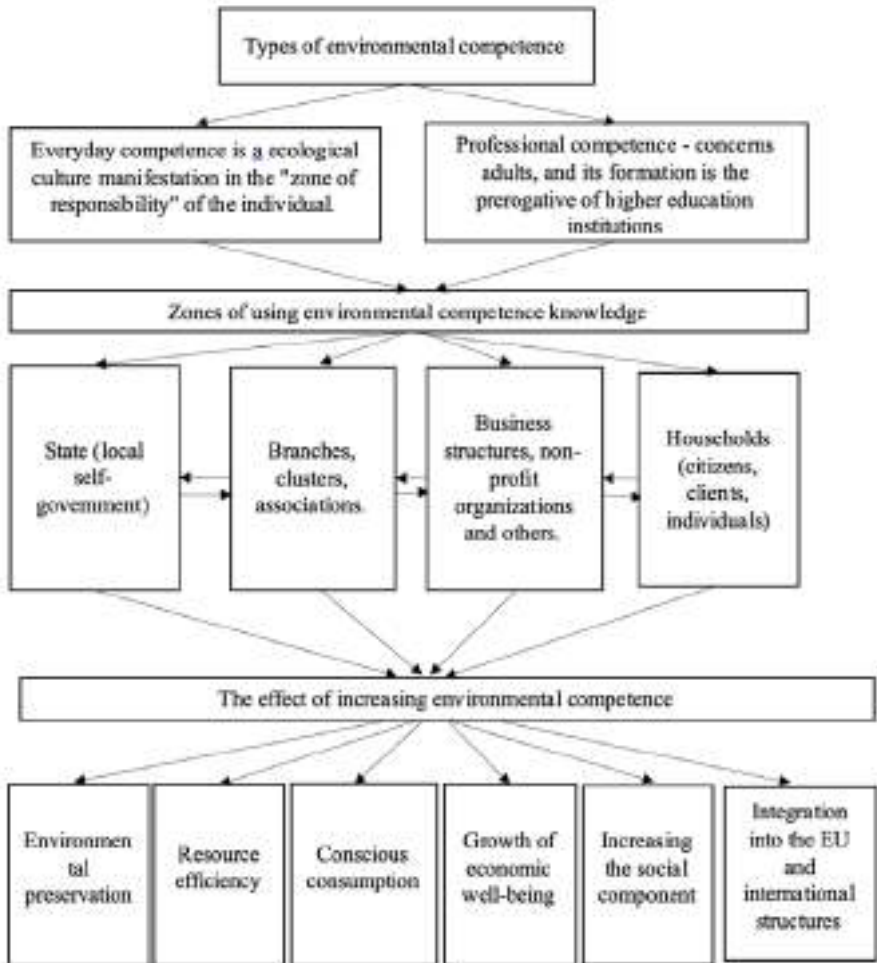 Types of environmental competence
Everyday competence is a ecological
culture manifestation in the "zone of
responsibility" of the individual.
Professional competence - concerns
adults, and its formation is the
prerogative of higher education
institutions
Zones of using environmental competence knowledge
State (local
self-
government)
Branches,
clusters,
associations.
Business
structures, non-
profit
organizations
and others.
Households
(citizens,
clients,
individuals)
The effect of increasing environmental competence
Environmen
tal
preservation
Resource
efficiency
Conscious
consumption
Growth of
economic
well-being
Increasing
the social
component
Integration
into the EU
and
international
structures